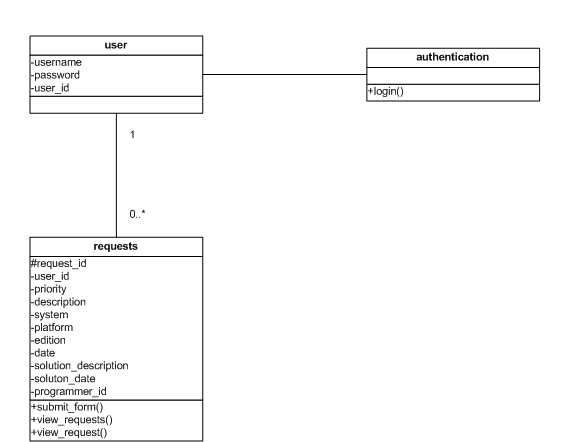 user
-username
-password
-user_id
authentication
+login()
1
0..*
requests
#request_id
-user_id
-priority
-description
-system
-platform
-edition
-date
-solution_description
-soluton_date
-programmer_id
+submit_form()
+view_requests()
+view_request()